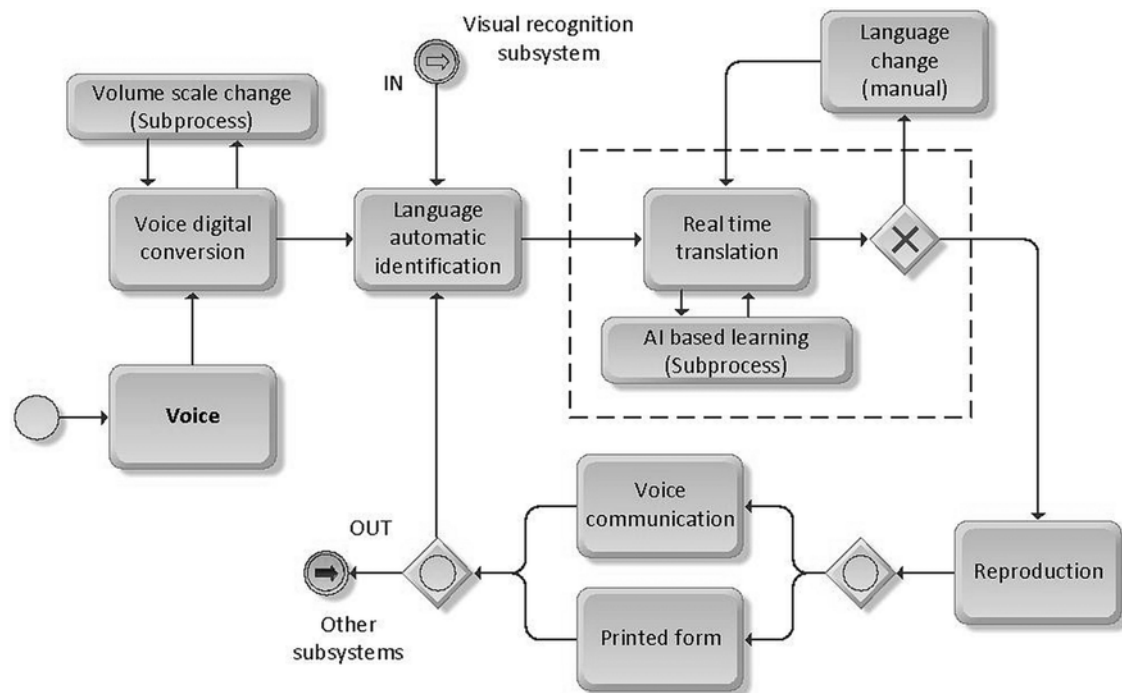 Visual recognition
subsystem
IN
Language
change
(manual)
Volume scale change
(Subprocess)
Voice digital
conversion
Language
automatic
identification
Real time
translation
AI based learning
(Subprocess)
Voice
Voice
communication
OUT
Reproduction
Printed form
Other
subsystems